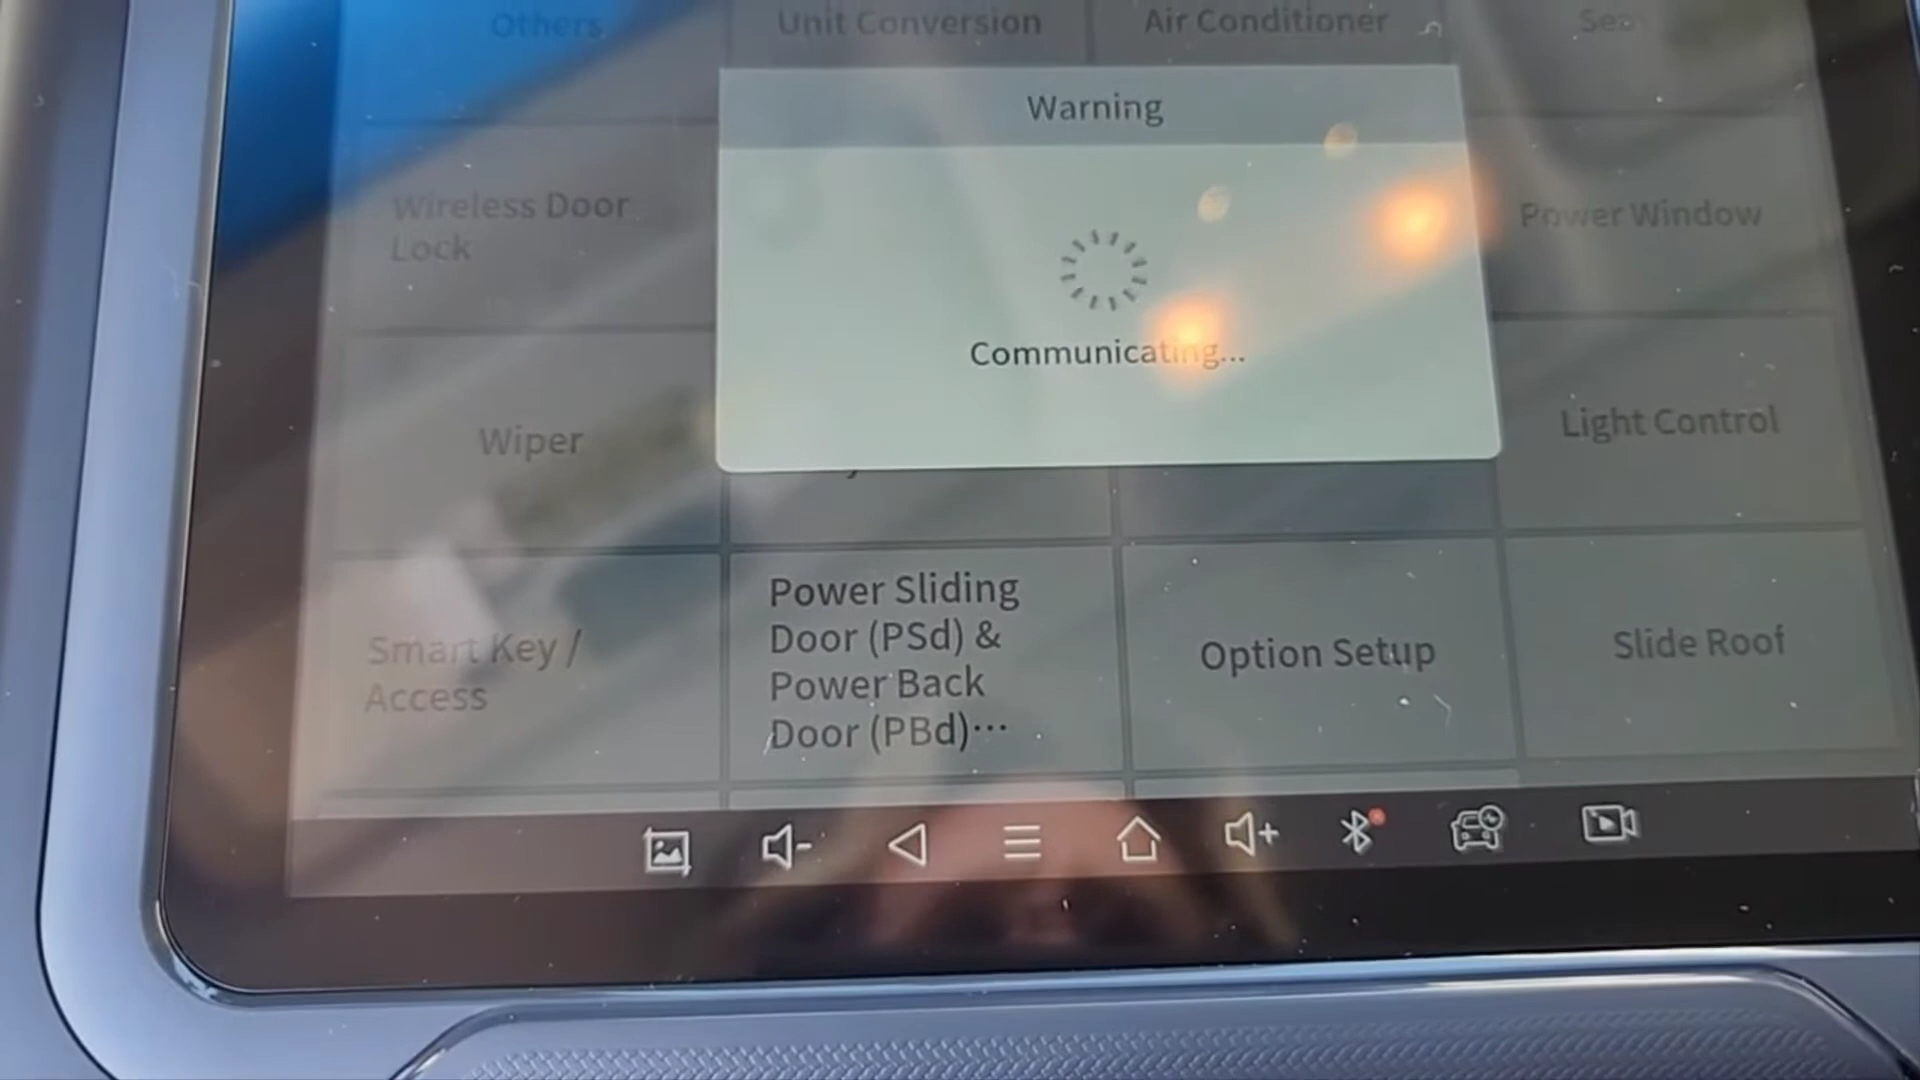 Others
Unit Conversion
Air Conditioner
Warning
Wireless Door
Lock
Power Window
Communicating...
Wiper
Light Control
Smart Key /
Access
Power Sliding
Door (PSd) &
Power Back
Door (PBd)···
Option Setup
Slide Roof